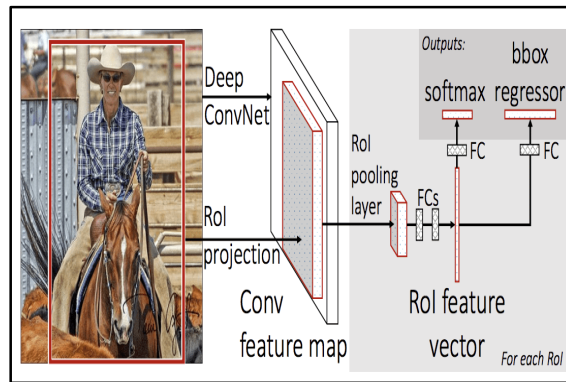 Outputs:
softmax
bbox
regressor
Deep
ConvNet
FC
FC
RoI
pooling
layer
FCs
RoI
projection
Conv
feature map
RoI feature
vector
For each RoI